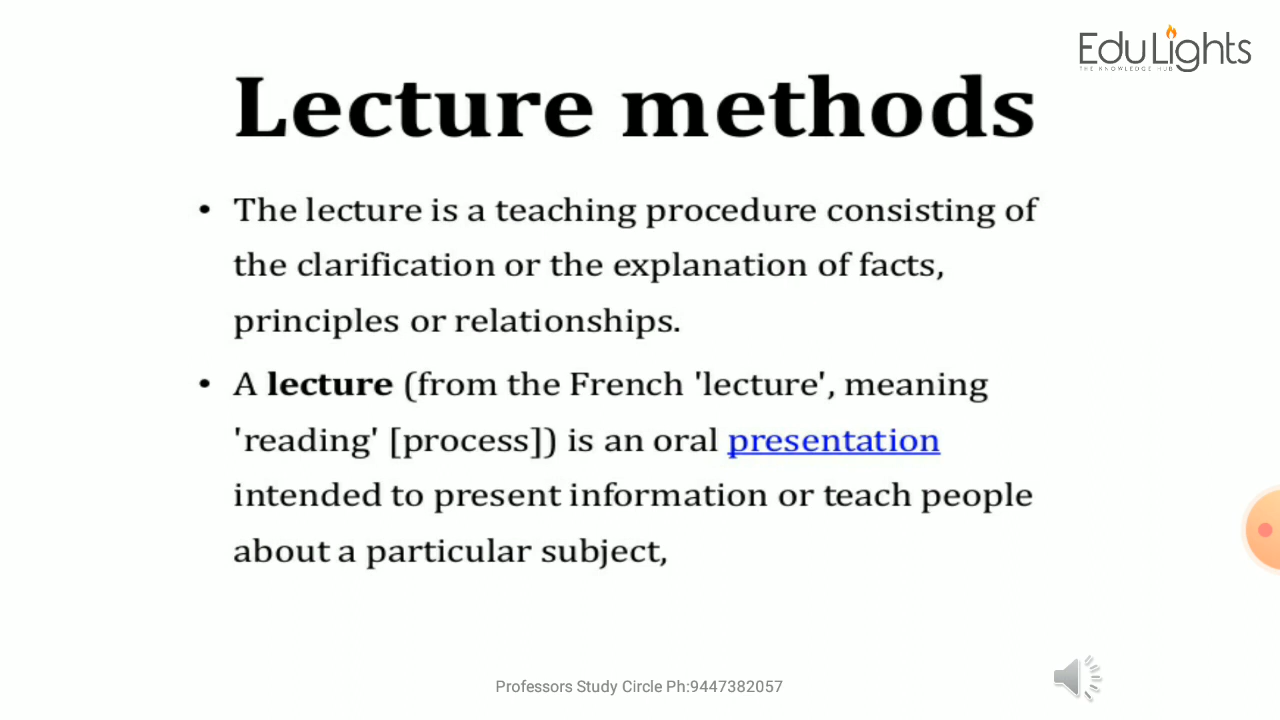 EduLights
THE KNOWLEDGE HUB
Lecture methods
• The lecture is a teaching procedure consisting of
the clarification or the explanation of facts,
principles or relationships.
• A lecture (from the French 'lecture', meaning
'reading' [process]) is an oral presentation
intended to present information or teach people
about a particular subject,
Professors Study Circle Ph:9447382057